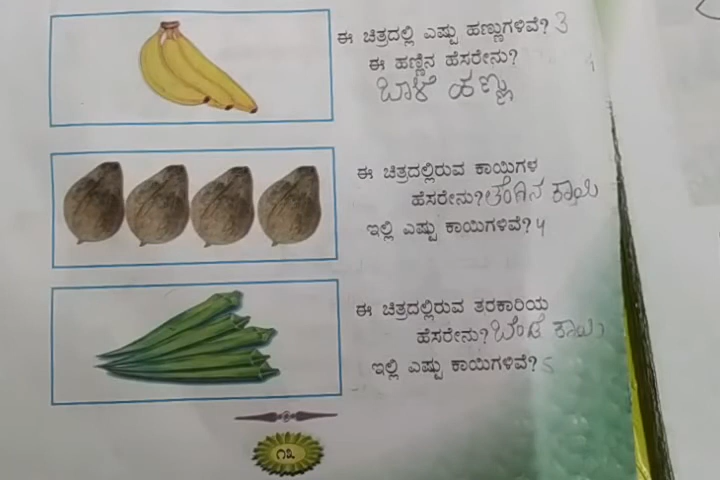 ಈ ಚಿತ್ರದಲ್ಲಿ ಎಷ್ಟು ಹಣ್ಣುಗಳಿವೆ? 3
ಈ ಹಣ್ಣಿನ ಹೆಸರೇನು?
ಬಾಳೆ ಹಣ್ಣು
ಈ ಚಿತ್ರದಲ್ಲಿರುವ ಕಾಯಿಗಳ
ಹೆಸರೇನು? ತೆಂಗಿನ ಕಾಯಿ
ಇಲ್ಲಿ ಎಷ್ಟು ಕಾಯಿಗಳಿವೆ? 4
ಈ ಚಿತ್ರದಲ್ಲಿರುವ ತರಕಾರಿಯ
ಹೆಸರೇನು? ಬೆಂಡೆ ಕಾಯಿ
ಇಲ್ಲಿ ಎಷ್ಟು ಕಾಯಿಗಳಿವೆ? 5
೧೩